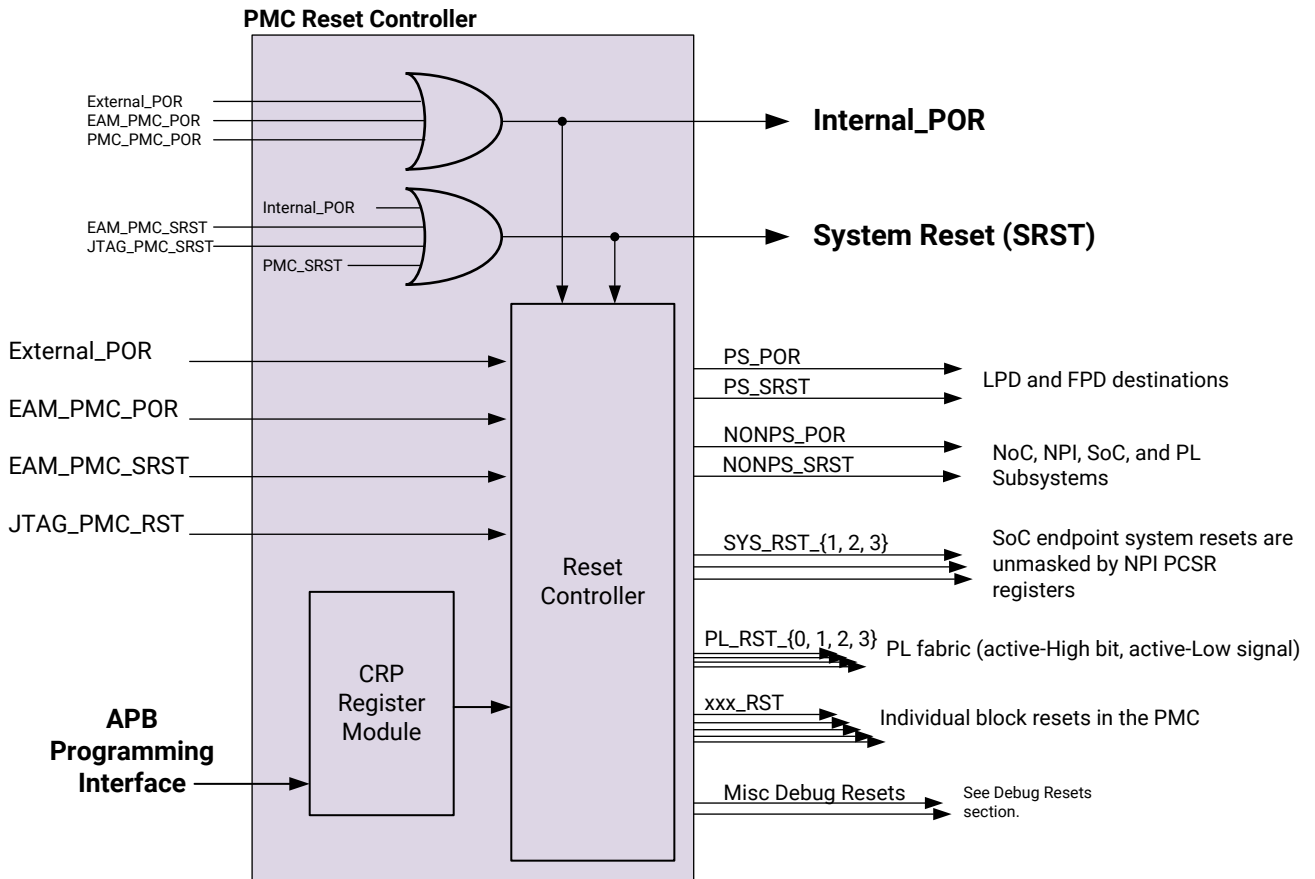 PMC Reset Controller
External_POR
EAM_PMC_POR
PMC_PMC_POR
Internal_POR
Internal_POR
EAM_PMC_SRST
JTAG_PMC_SRST
PMC_SRST
System Reset (SRST)
External_POR
EAM_PMC_POR
EAM_PMC_SRST
JTAG_PMC_RST
APB
Programming
Interface
CRP
Register
Module
Reset
Controller
PS_POR
PS_SRST
LPD and FPD destinations
NONPS_POR
NONPS_SRST
NoC, NPI, SoC, and PL
Subsystems
SYS_RST_{1, 2, 3}
SoC endpoint system resets are
unmasked by NPI PCSR
registers
PL_RST_{0, 1, 2, 3}
PL fabric (active-High bit, active-Low signal)
xxx_RST
Individual block resets in the PMC
Misc Debug Resets
See Debug Resets
section.